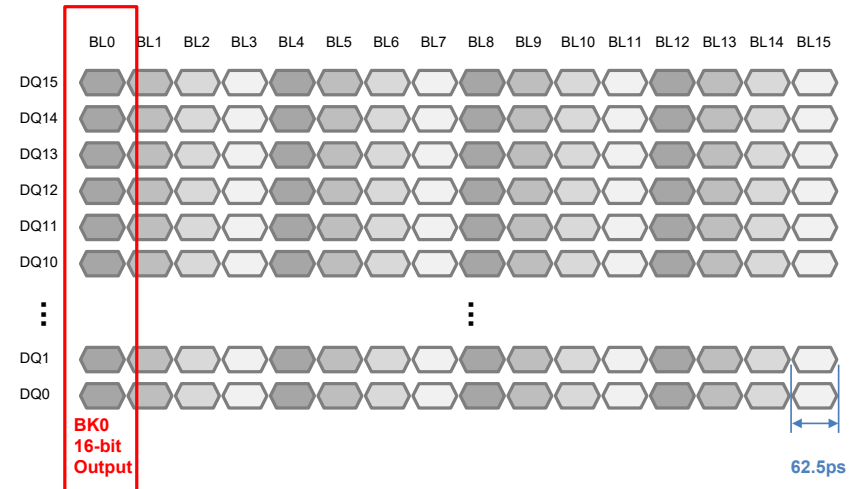 BL0 BL1 BL2 BL3 BL4 BL5 BL6 BL7 BL8 BL9 BL10 BL11 BL12 BL13 BL14 BL15
DQ15
DQ14
DQ13
DQ12
DQ11
DQ10
DQ1
DQ0
BK0
16-bit
Output
62.5ps